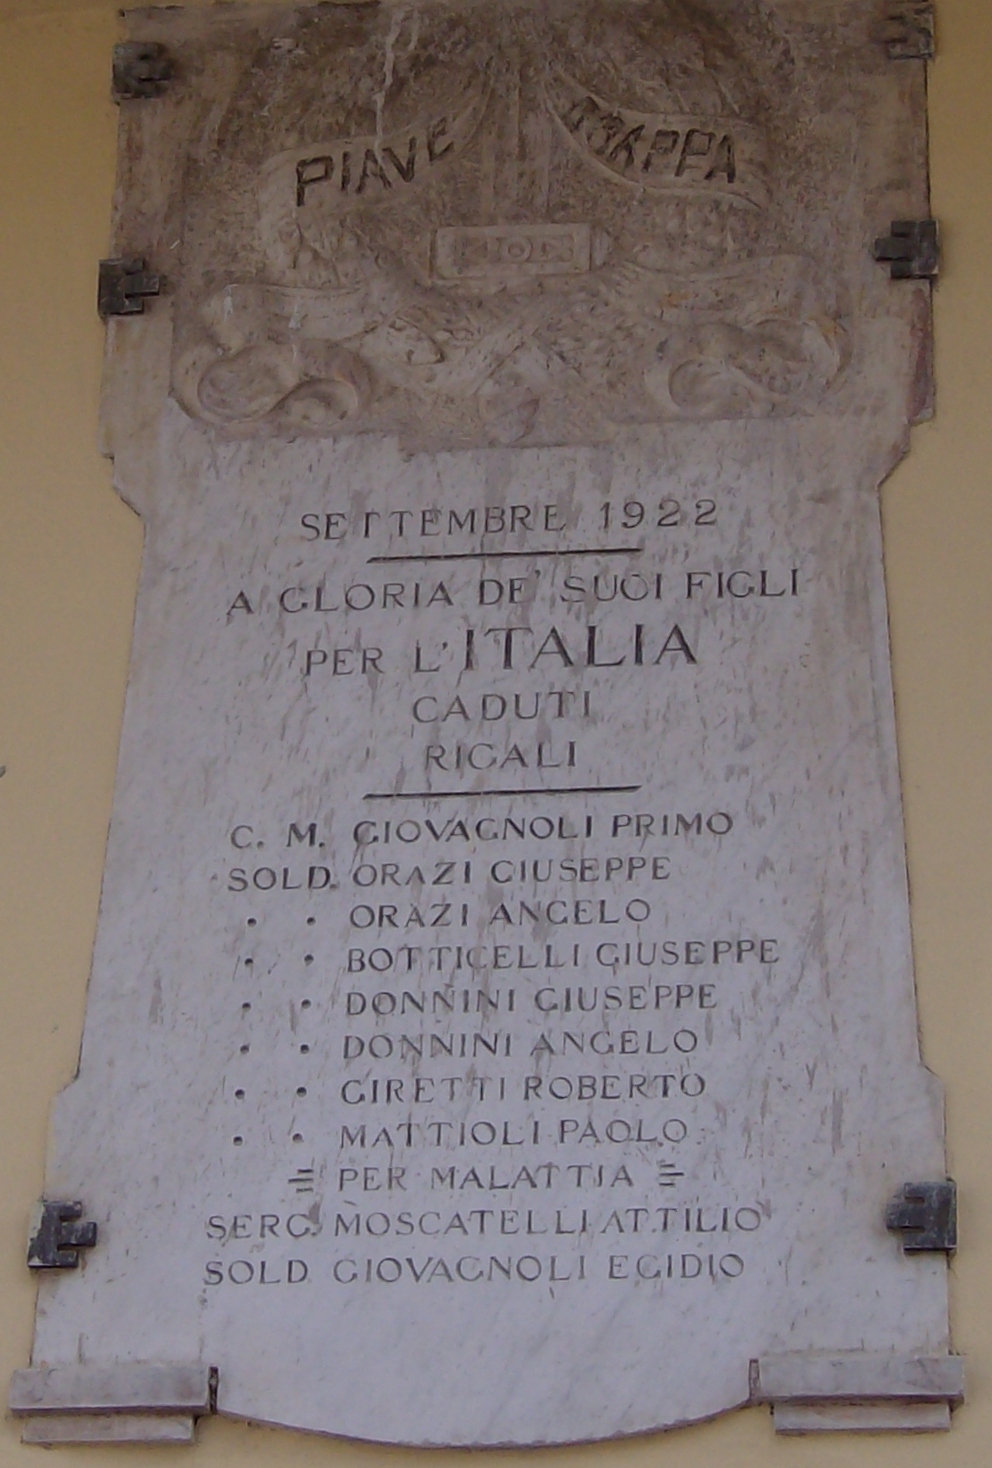 PIAVE GRAPPA
SETTEMBRE 1922
A GLORIA DE' SUOI FIGLI
PER L'ITALIA
CADUTI
RIGALI
C. M. GIOVAGNOLI PRIMO
SOLD. ORAZI GIUSEPPE
• • ORAZI ANGELO
• • BOTTICELLI GIUSEPPE
• • DONNINI GIUSEPPE
• • DONNINI ANGELO
• • GIRETTI ROBERTO
• • MATTIOLI PAOLO
PER MALATTIA
SERG. MOSCATELLI ATTILIO
SOLD GIOVAGNOLI EGIDIO